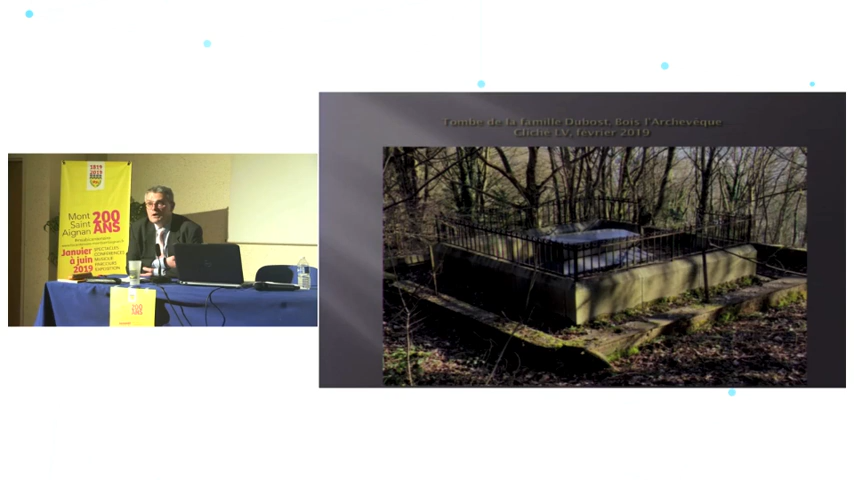 1819
2019
Mont
Saint
Aignan
200
ANS
Janvier
à juin
2019
SPECTACLES
CONFÉRENCES
MUSIQUE
PARCOURS
EXPOSITION
200
ANS
Tombe de la famille Dubost. Bois l'Archevêque
Cliché LV, février 2019